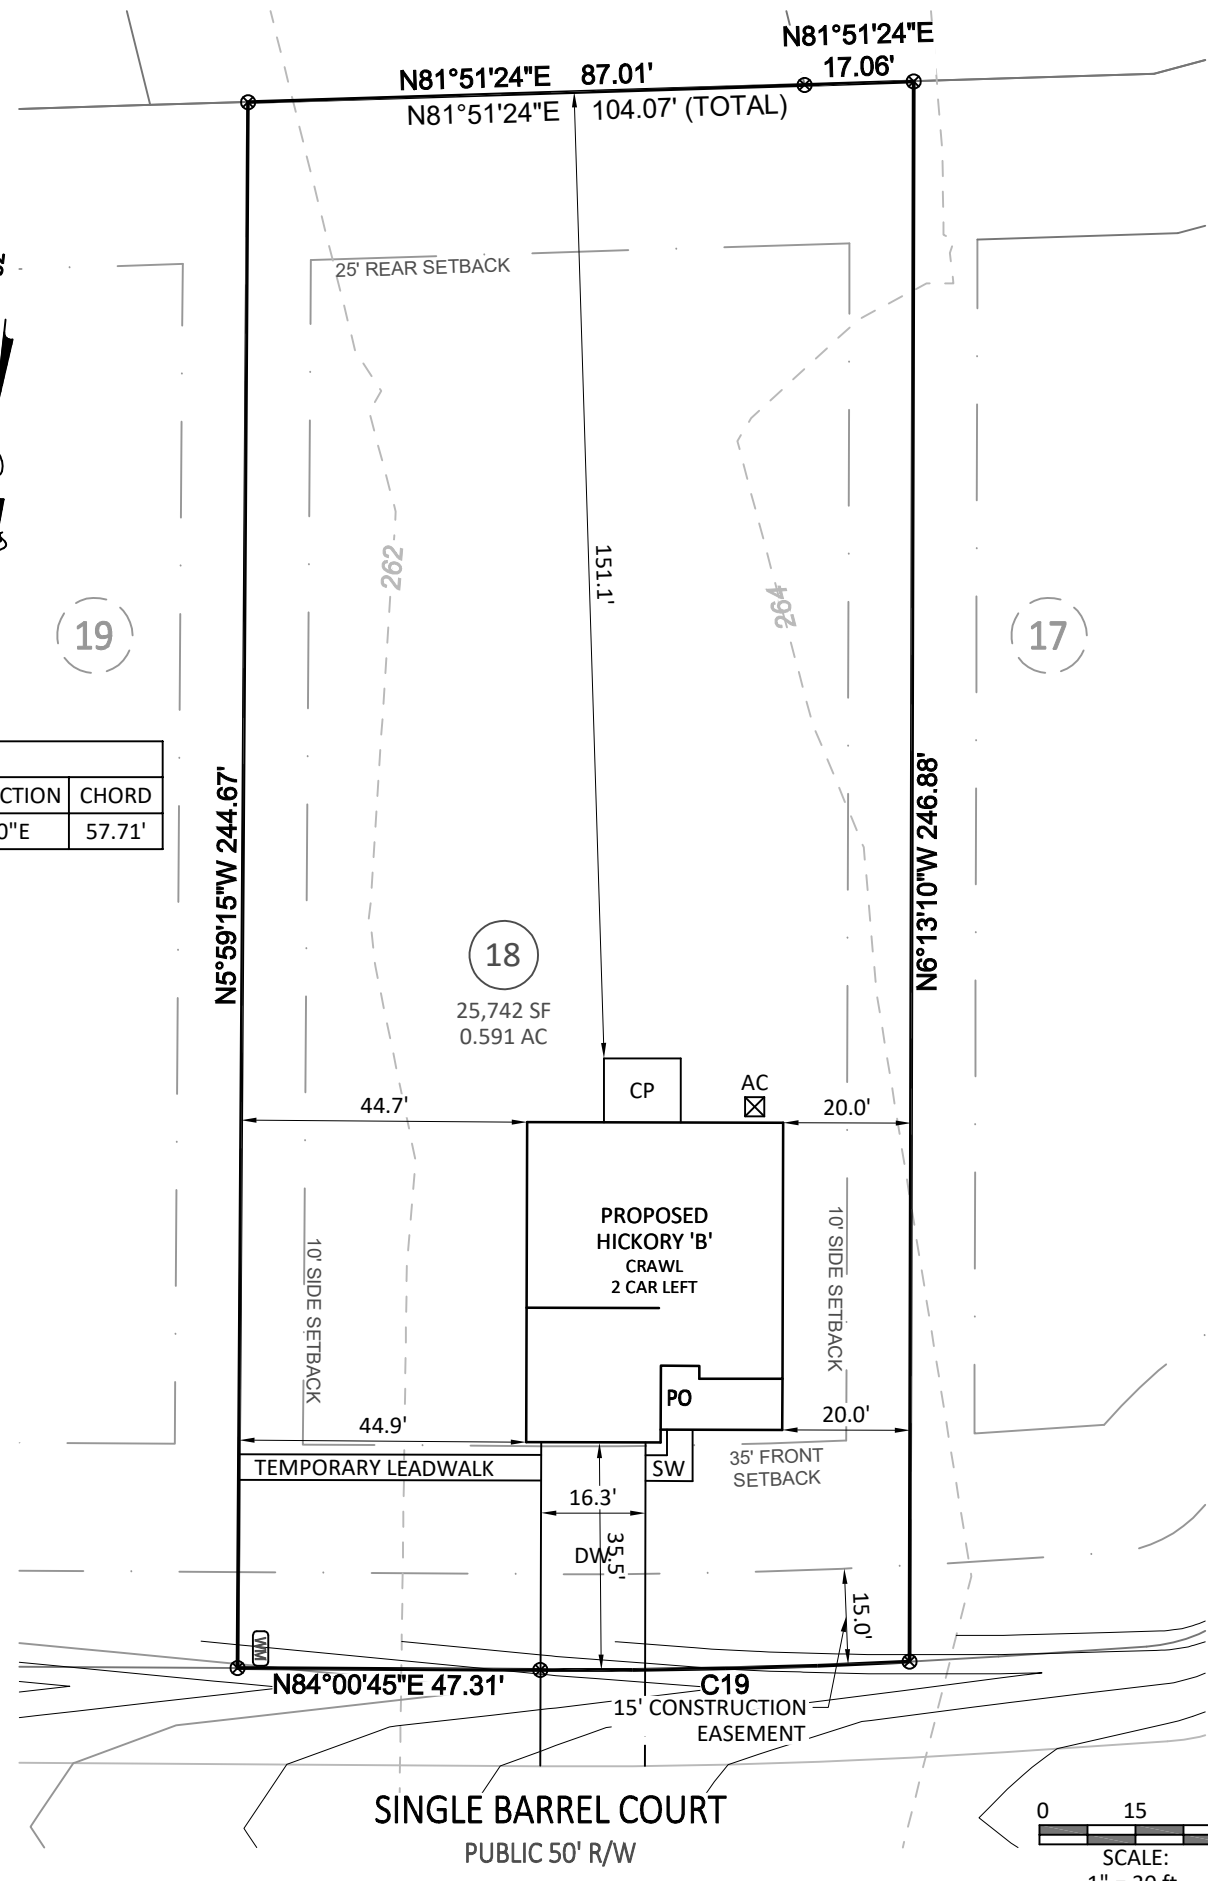 N81°51'24"E
17.06'
N81°51'24"E 87.01'
N81°51'24"E 104.07' (TOTAL)
25' REAR SETBACK
262
151.1'
264
19
17
CTION CHORD
0"E 57.71'
N5°59'15"W 244.67'
N6°13'10"W 246.88'
18
25,742 SF
0.591 AC
CP
AC
44.7'
20.0'
PROPOSED
HICKORY 'B'
CRAWL
2 CAR LEFT
10' SIDE SETBACK
10' SIDE SETBACK
PO
44.9'
20.0'
TEMPORARY LEADWALK
SW
35' FRONT
SETBACK
16.3'
DW
35.5'
15.0'
WM
N84°00'45"E 47.31'
C19
15' CONSTRUCTION
EASEMENT
SINGLE BARREL COURT
PUBLIC 50' R/W
0 15
SCALE: